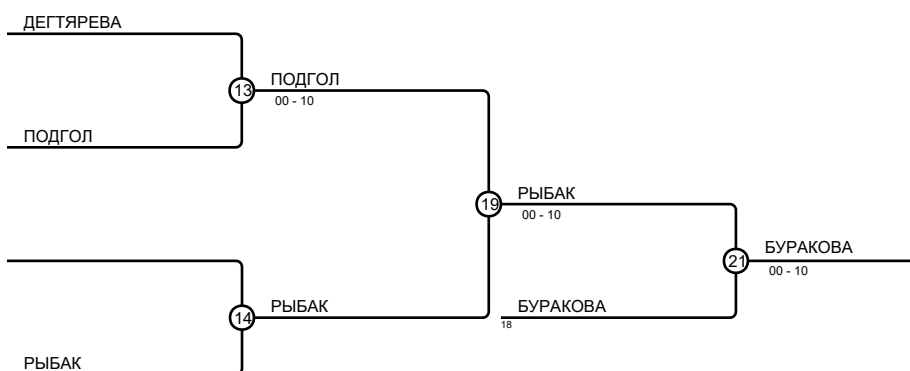 ДЕГТЯРЕВА
13
ПОДГОЛ
00 - 10
ПОДГОЛ
19
РЫБАК
00 - 10
21
БУРАКОВА
00 - 10
14
РЫБАК
БУРАКОВА
18
РЫБАК